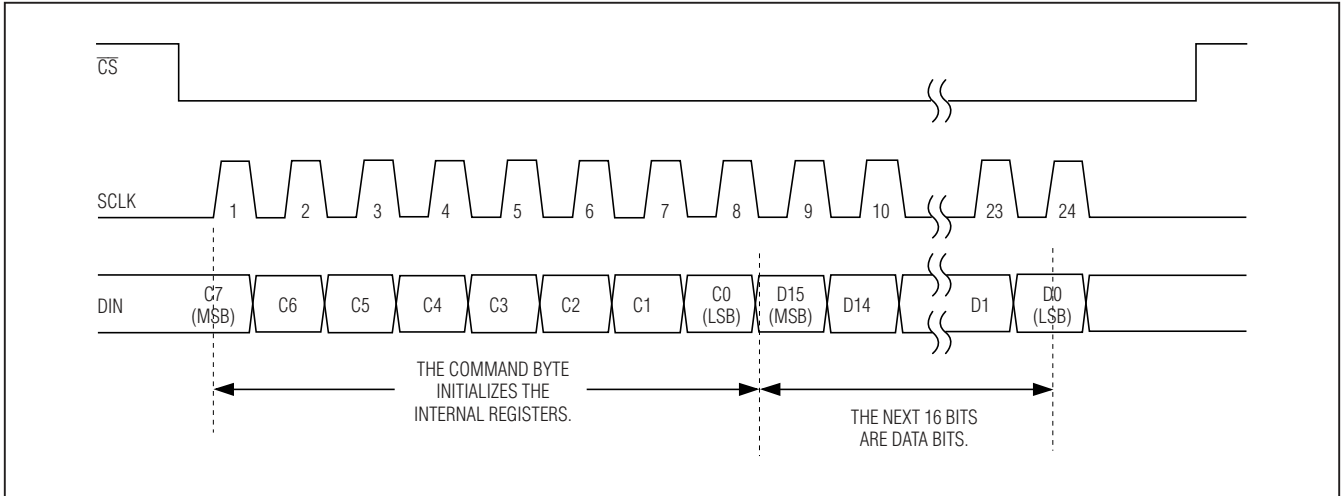 CS
SCLK
1 2 3 4 5 6 7 8 9 10 23 24
DIN
C7 (MSB)
C6
C5
C4
C3
C2
C1
C0 (LSB)
D15 (MSB)
D14
D1
D0 (LSB)
THE COMMAND BYTE
INITIALIZES THE
INTERNAL REGISTERS.
THE NEXT 16 BITS
ARE DATA BITS.